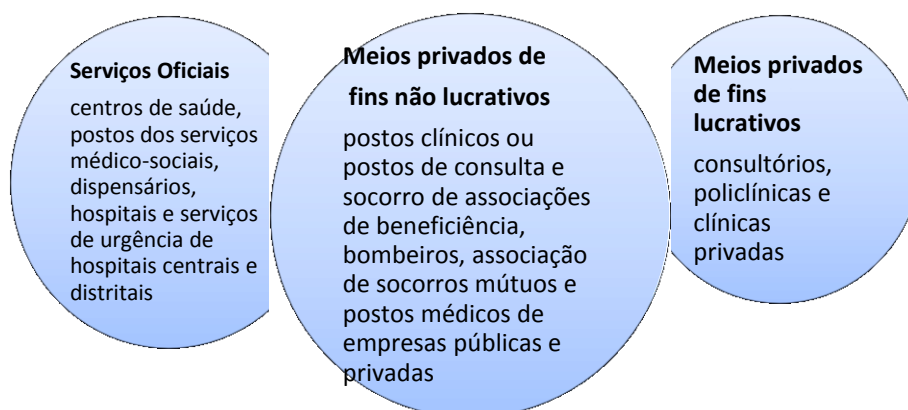 Serviços Oficiais
centros de saúde,
postos dos serviços
médico-sociais,
dispensários,
hospitais e serviços
de urgência de
hospitais centrais e
distritais
Meios privados de
fins não lucrativos
postos clínicos ou
postos de consulta e
socorro de associações
de beneficiência,
bombeiros, associação
de socorros mútuos e
postos médicos de
empresas públicas e
privadas
Meios privados
de fins
lucrativos
consultórios,
policlínicas e
clínicas
privadas